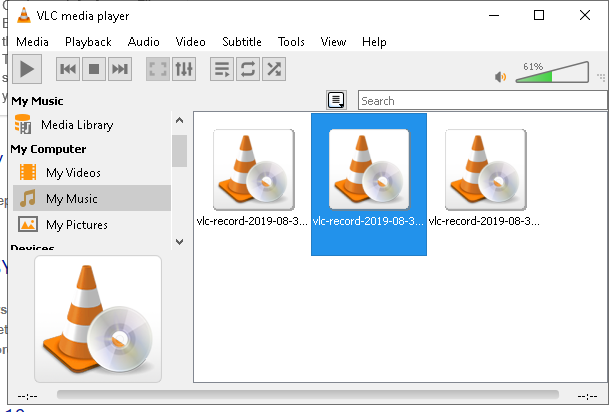 VLC media player
Media Playback Audio Video Subtitle Tools View Help
61%
My Music
Search
Media Library
My Computer
My Videos
My Music
My Pictures
Devices
vlc-record-2019-08-3... vlc-record-2019-08-3... vlc-record-2019-08-3...
--:-- --:--